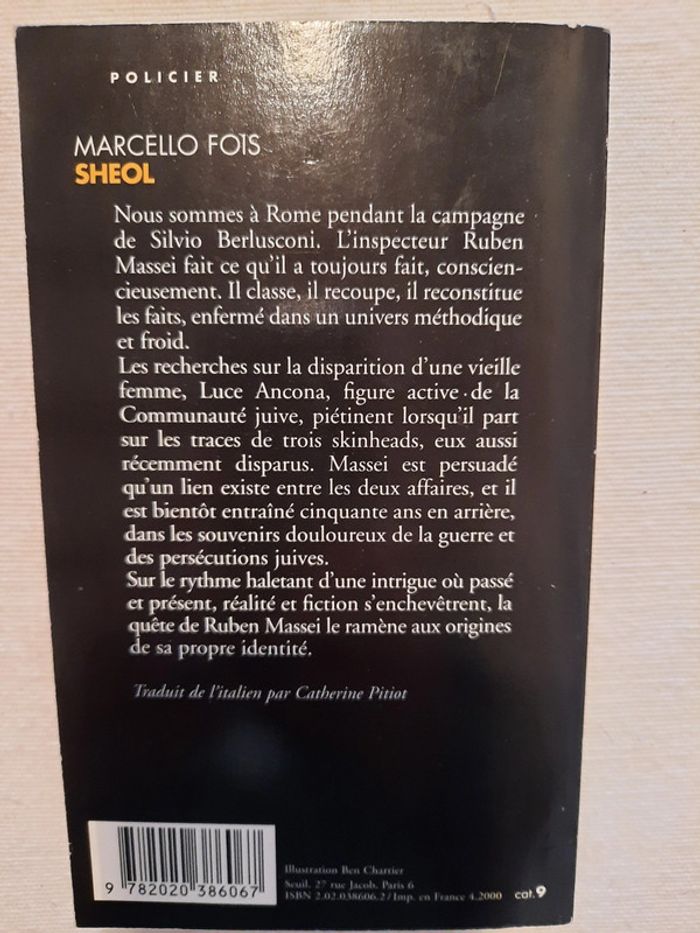 POLICIER
MARCELLO FOIS
SHEOL
Nous sommes à Rome pendant la campagne
de Silvio Berlusconi. L'inspecteur Ruben
Massei fait ce qu'il a toujours fait, conscien-
cieusement. Il classe, il recoupe, il reconstitue
les faits, enfermé dans un univers méthodique
et froid.
Les recherches sur la disparition d'une vieille
femme, Luce Ancona, figure active de la
Communauté juive, piétinent lorsqu'il part
sur les traces de trois skinheads, eux aussi
récemment disparus. Massei est persuadé
qu'un lien existe entre les deux affaires, et il
est bientôt entraîné cinquante ans en arrière,
dans les souvenirs douloureux de la guerre et
des persécutions juives.
Sur le rythme haletant d'une intrigue où passé
et présent, réalité et fiction s'enchevêtrent, la
quête de Ruben Massei le ramène aux origines
de sa propre identité.
Traduit de l'italien par Catherine Pitiot
Illustration Ben Chartier
Seuil, 27 rue Jacob, Paris 6
ISBN 2.02.038606.2 / Imp. en France 4.2000 cat.9
9 782020 386067